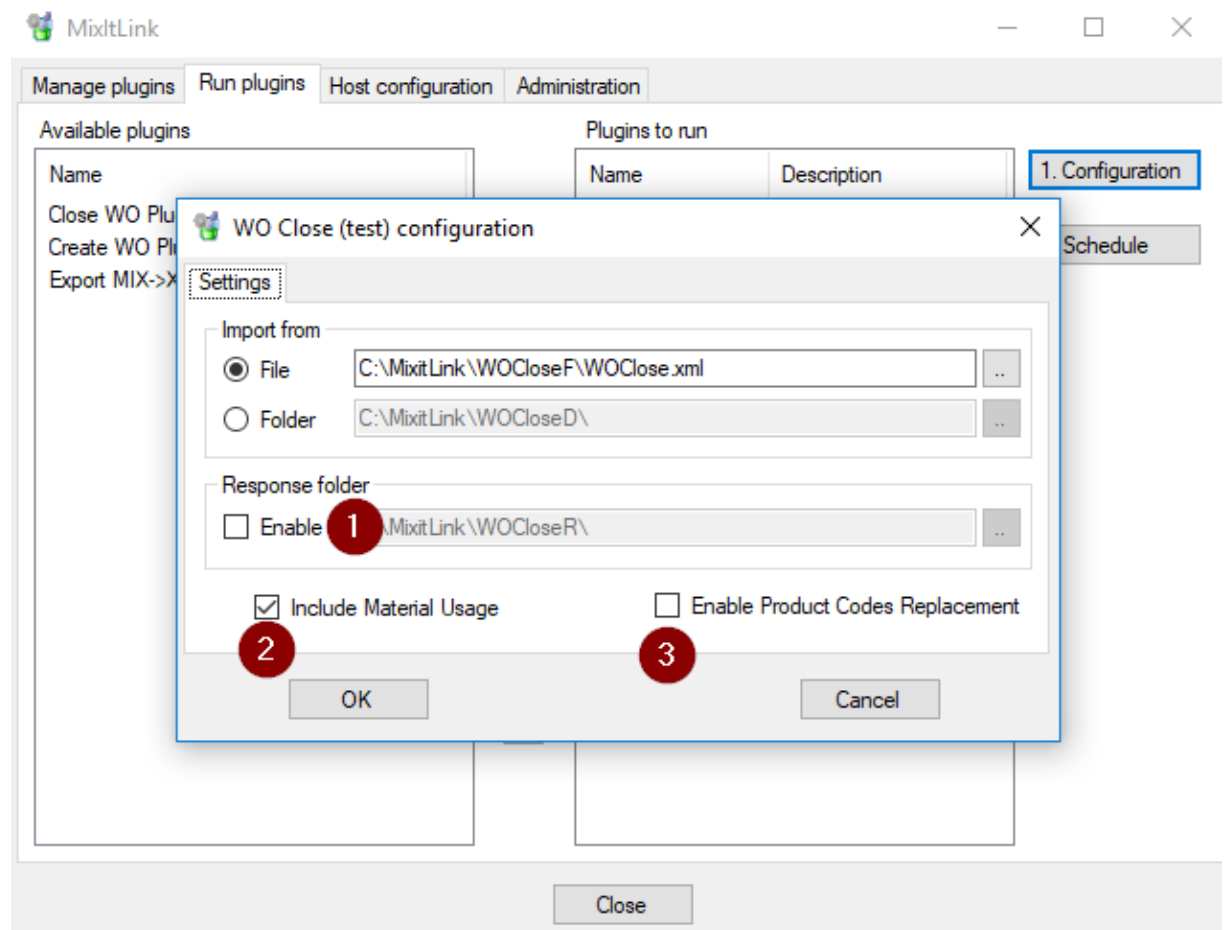 MixItLink
Manage plugins Run plugins Host configuration Administration
Available plugins Plugins to run
Name Name Description 1. Configuration
Close WO Plu
Create WO Pl Schedule
Export MIX->X
WO Close (test) configuration
Settings
Import from
File C:\MixitLink\WOCloseF\WOClose.xml ..
Folder C:\MixitLink\WOCloseD\ ..
Response folder
Enable 1 \MixitLink\WOCloseR\ ..
Include Material Usage Enable Product Codes Replacement
2 3
OK Cancel
Close